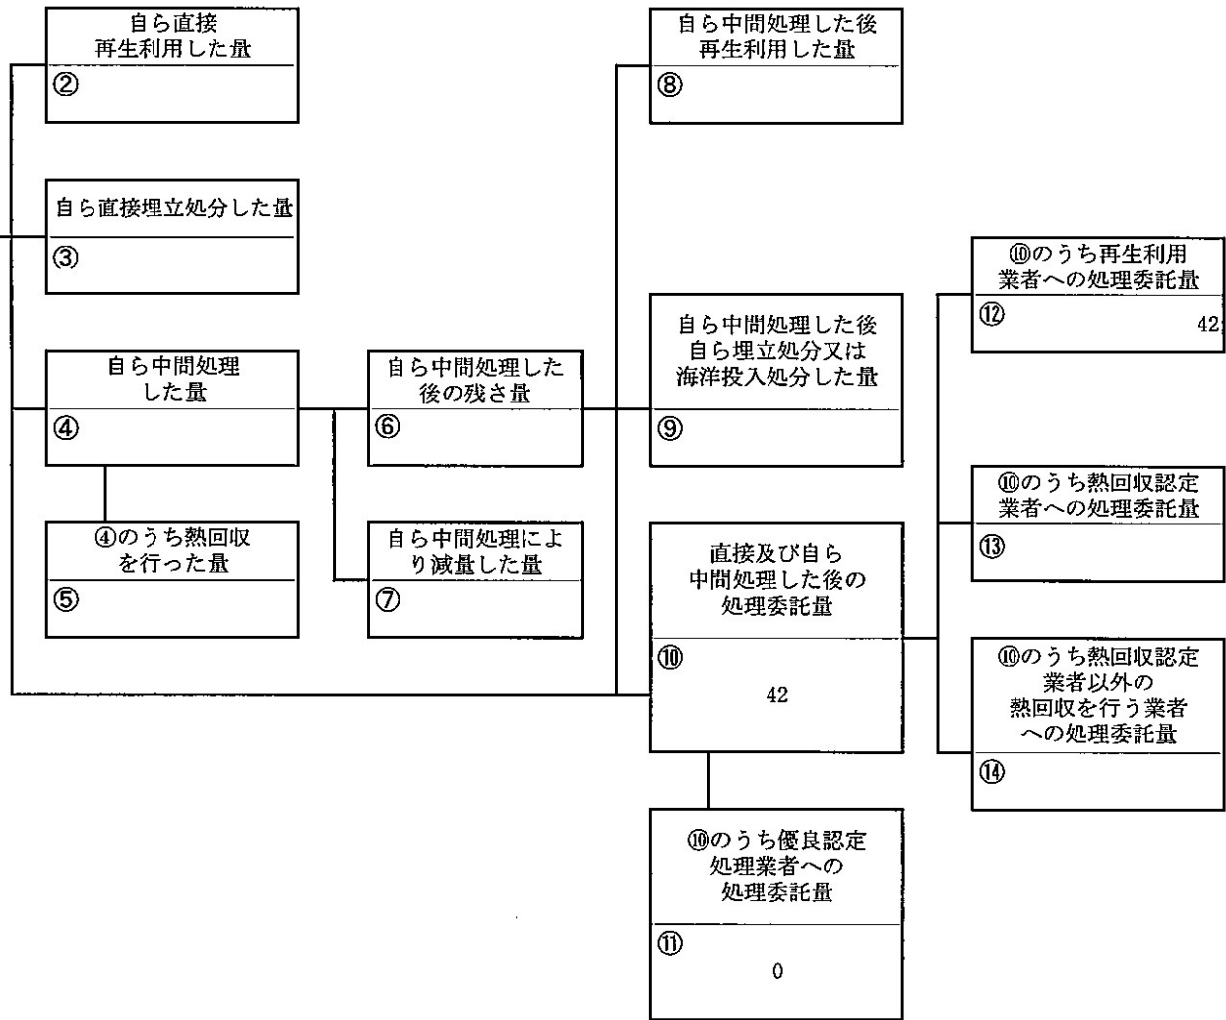 自ら直接
再生利用した量
②
自ら直接埋立処分した量
③
自ら中間処理
した量
④
④のうち熱回収
を行った量
⑤
自ら中間処理した
後の残さ量
⑥
自ら中間処理によ
り減量した量
⑦
自ら中間処理した後
再生利用した量
⑧
自ら中間処理した後
自ら埋立処分又は
海洋投入処分した量
⑨
直接及び自ら
中間処理した後の
処理委託量
⑩
42
⑩のうち優良認定
処理業者への
処理委託量
⑪
0
⑩のうち再生利用
業者への処理委託量
⑫
42
⑩のうち熱回収認定
業者への処理委託量
⑬
⑩のうち熱回収認定
業者以外の
熱回収を行う業者
への処理委託量
⑭